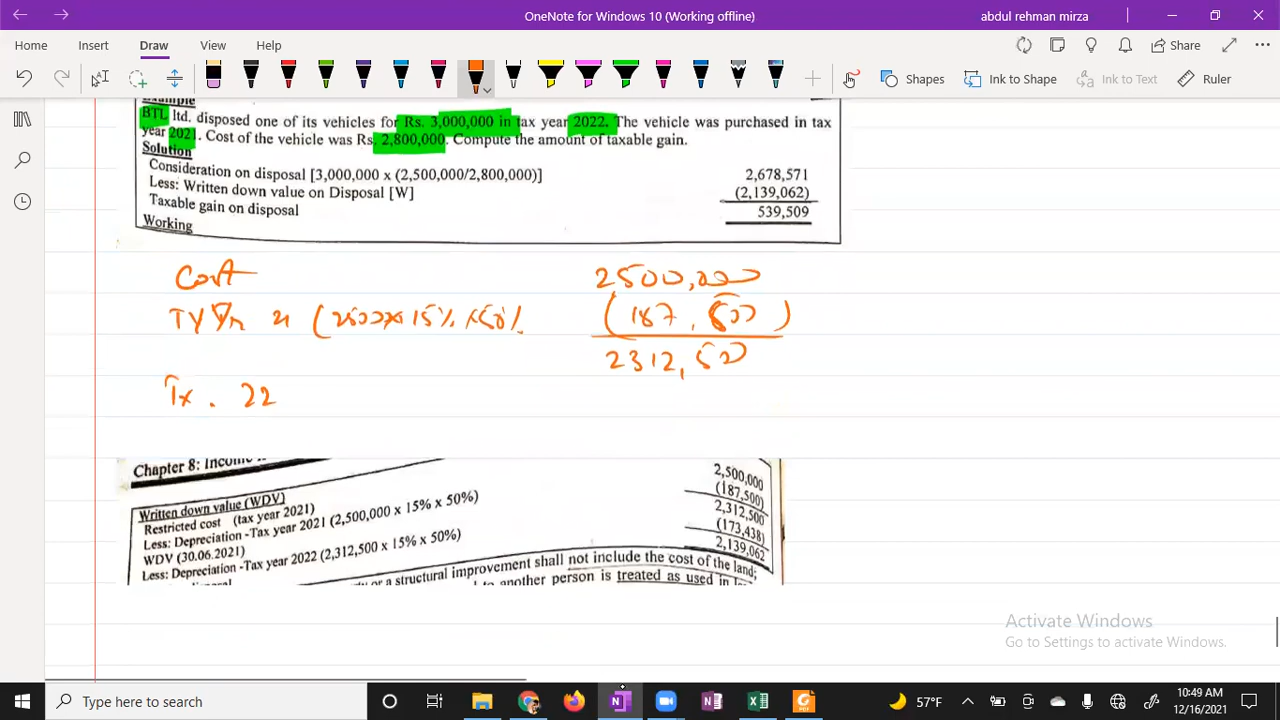 OneNote for Windows 10 (Working offline)
abdul rehman mirza
Home Insert Draw View Help
Share
Shapes Ink to Shape Ink to Text Ruler
Example
BTL ltd. disposed one of its vehicles for Rs. 3,000,000 in tax year 2022. The vehicle was purchased in tax
year 2021. Cost of the vehicle was Rs. 2,800,000. Compute the amount of taxable gain.
Solution
Consideration on disposal [3,000,000 x (2,500,000/2,800,000)] 2,678,571
Less: Written down value on Disposal [W] (2,139,062)
Taxable gain on disposal 539,509
Working
Cost 2500,000
(2500×15%×50% (187,500)
2312,500
Tx. 22
Chapter 8: Income
Written down value (WDV)
Restricted cost (tax year 2021) 2,500,000
Less: Depreciation -Tax year 2021 (2,500,000 x 15% x 50%) (187,500)
WDV (30.06.2021) 2,312,500
Less: Depreciation -Tax year 2022 (2,312,500 x 15% x 50%) (173,438)
2,139,062
or a structural improvement shall not include the cost of the land;
to another person is treated as used in
Activate Windows
Go to Settings to activate Windows.
Type here to search
57°F
10:49 AM
12/16/2021